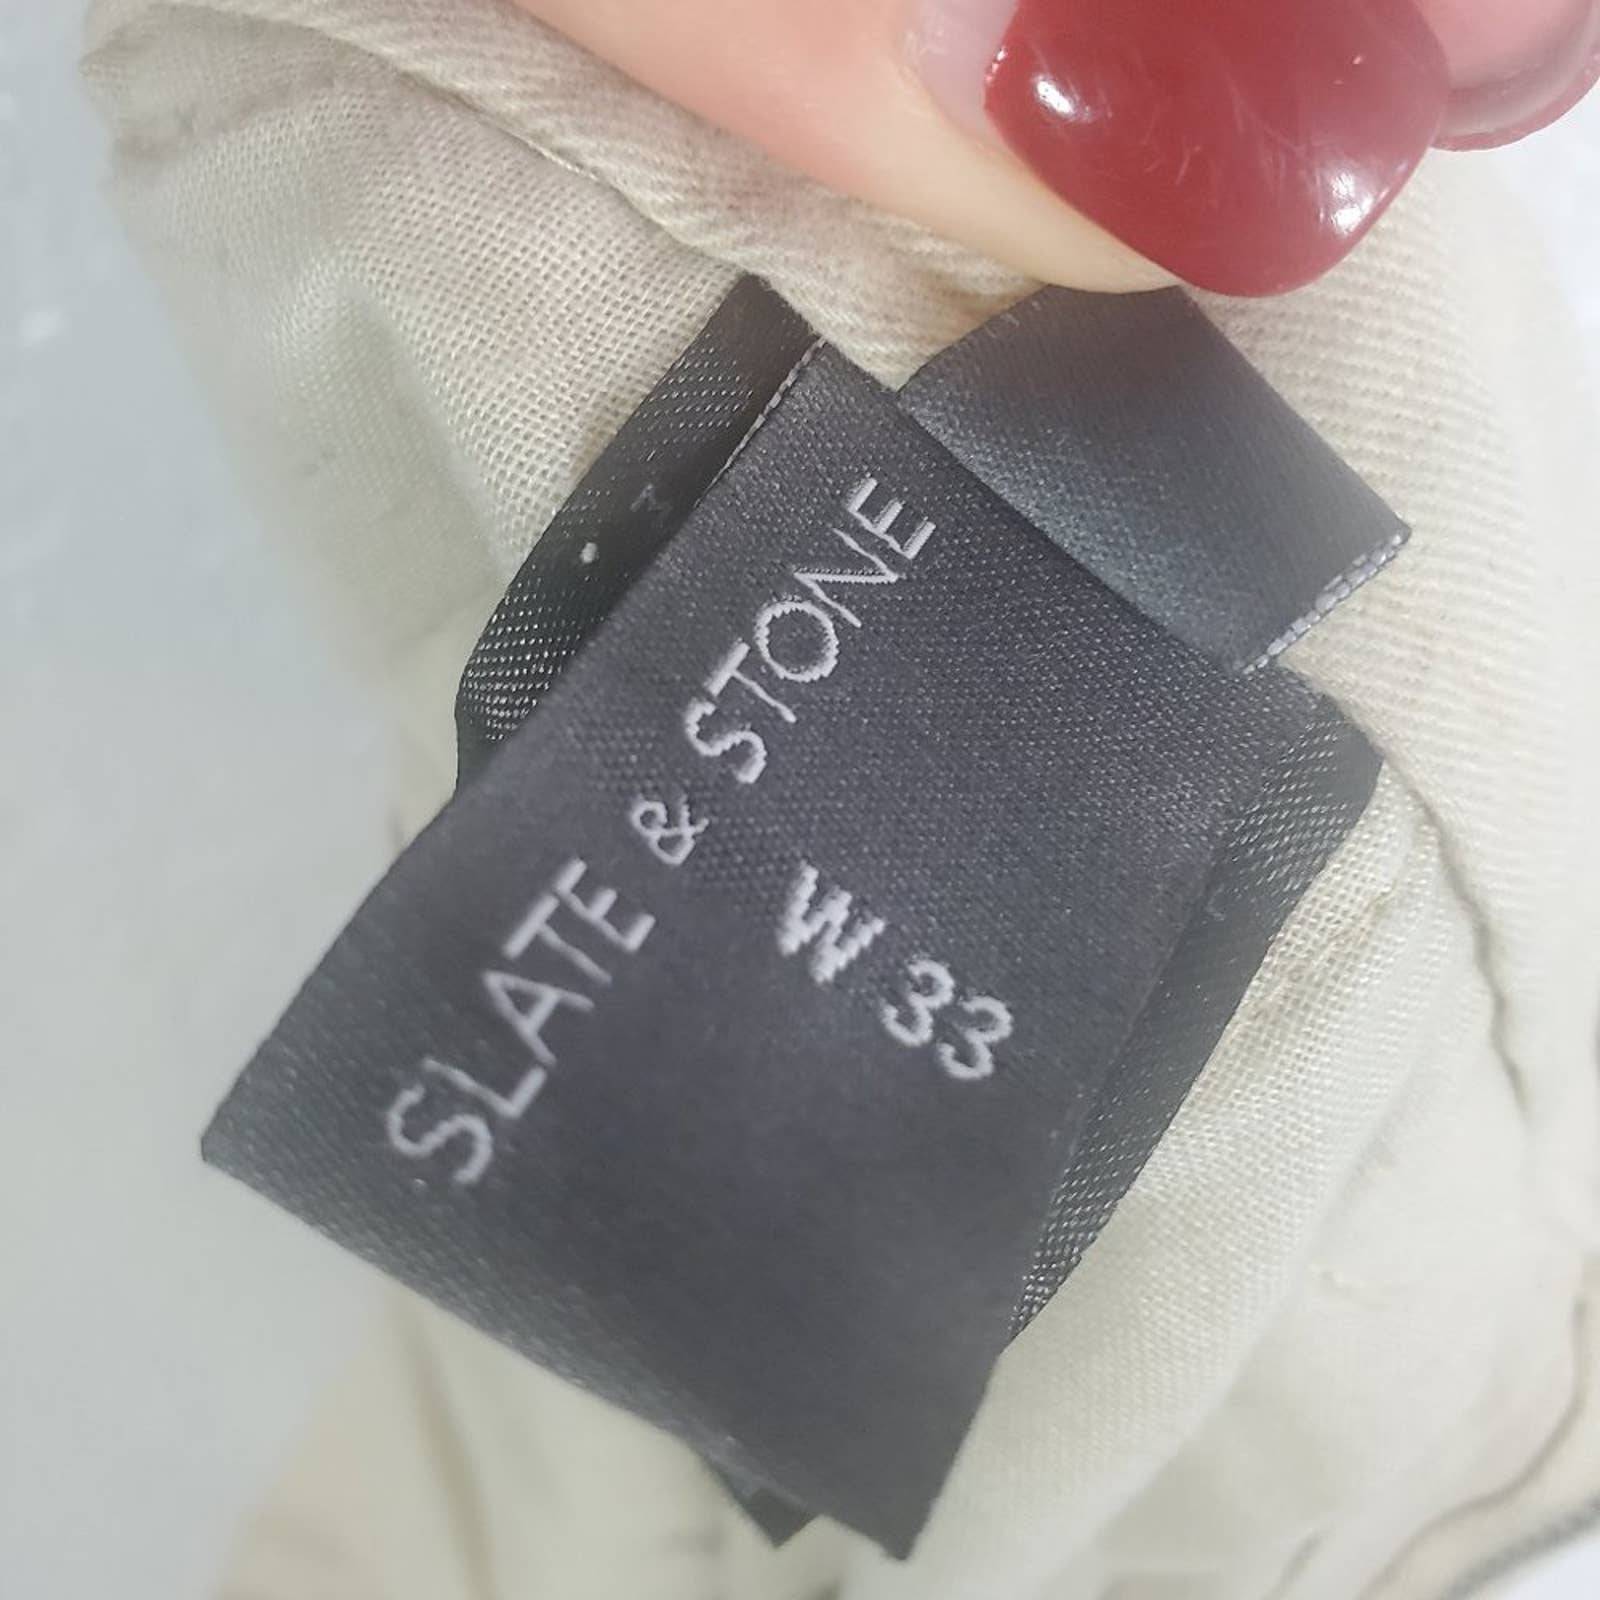 SLATE & STONE
W 33